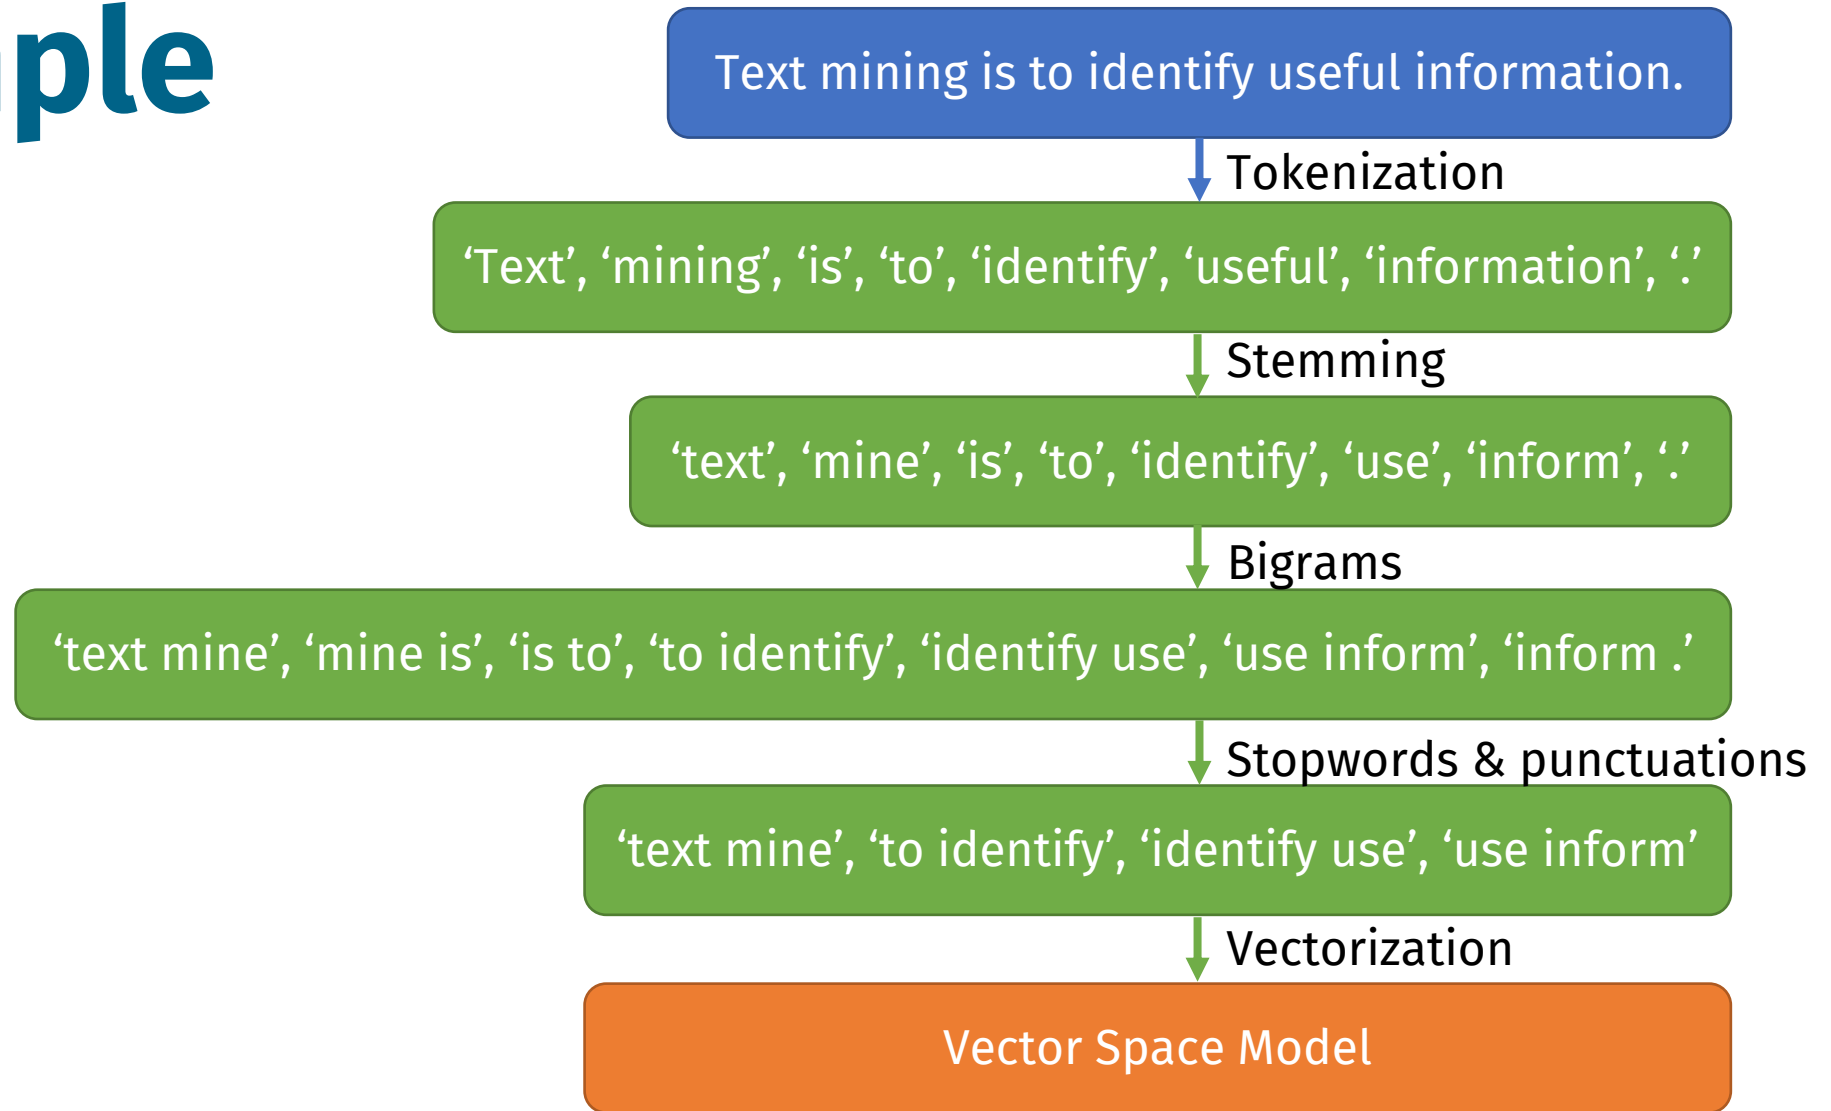 ple
Text mining is to identify useful information.
Tokenization
‘Text’, ‘mining’, ‘is’, ‘to’, ‘identify’, ‘useful’, ‘information’, ‘.’
Stemming
‘text’, ‘mine’, ‘is’, ‘to’, ‘identify’, ‘use’, ‘inform’, ‘.’
Bigrams
‘text mine’, ‘mine is’, ‘is to’, ‘to identify’, ‘identify use’, ‘use inform’, ‘inform .’
Stopwords & punctuations
‘text mine’, ‘to identify’, ‘identify use’, ‘use inform’
Vectorization
Vector Space Model